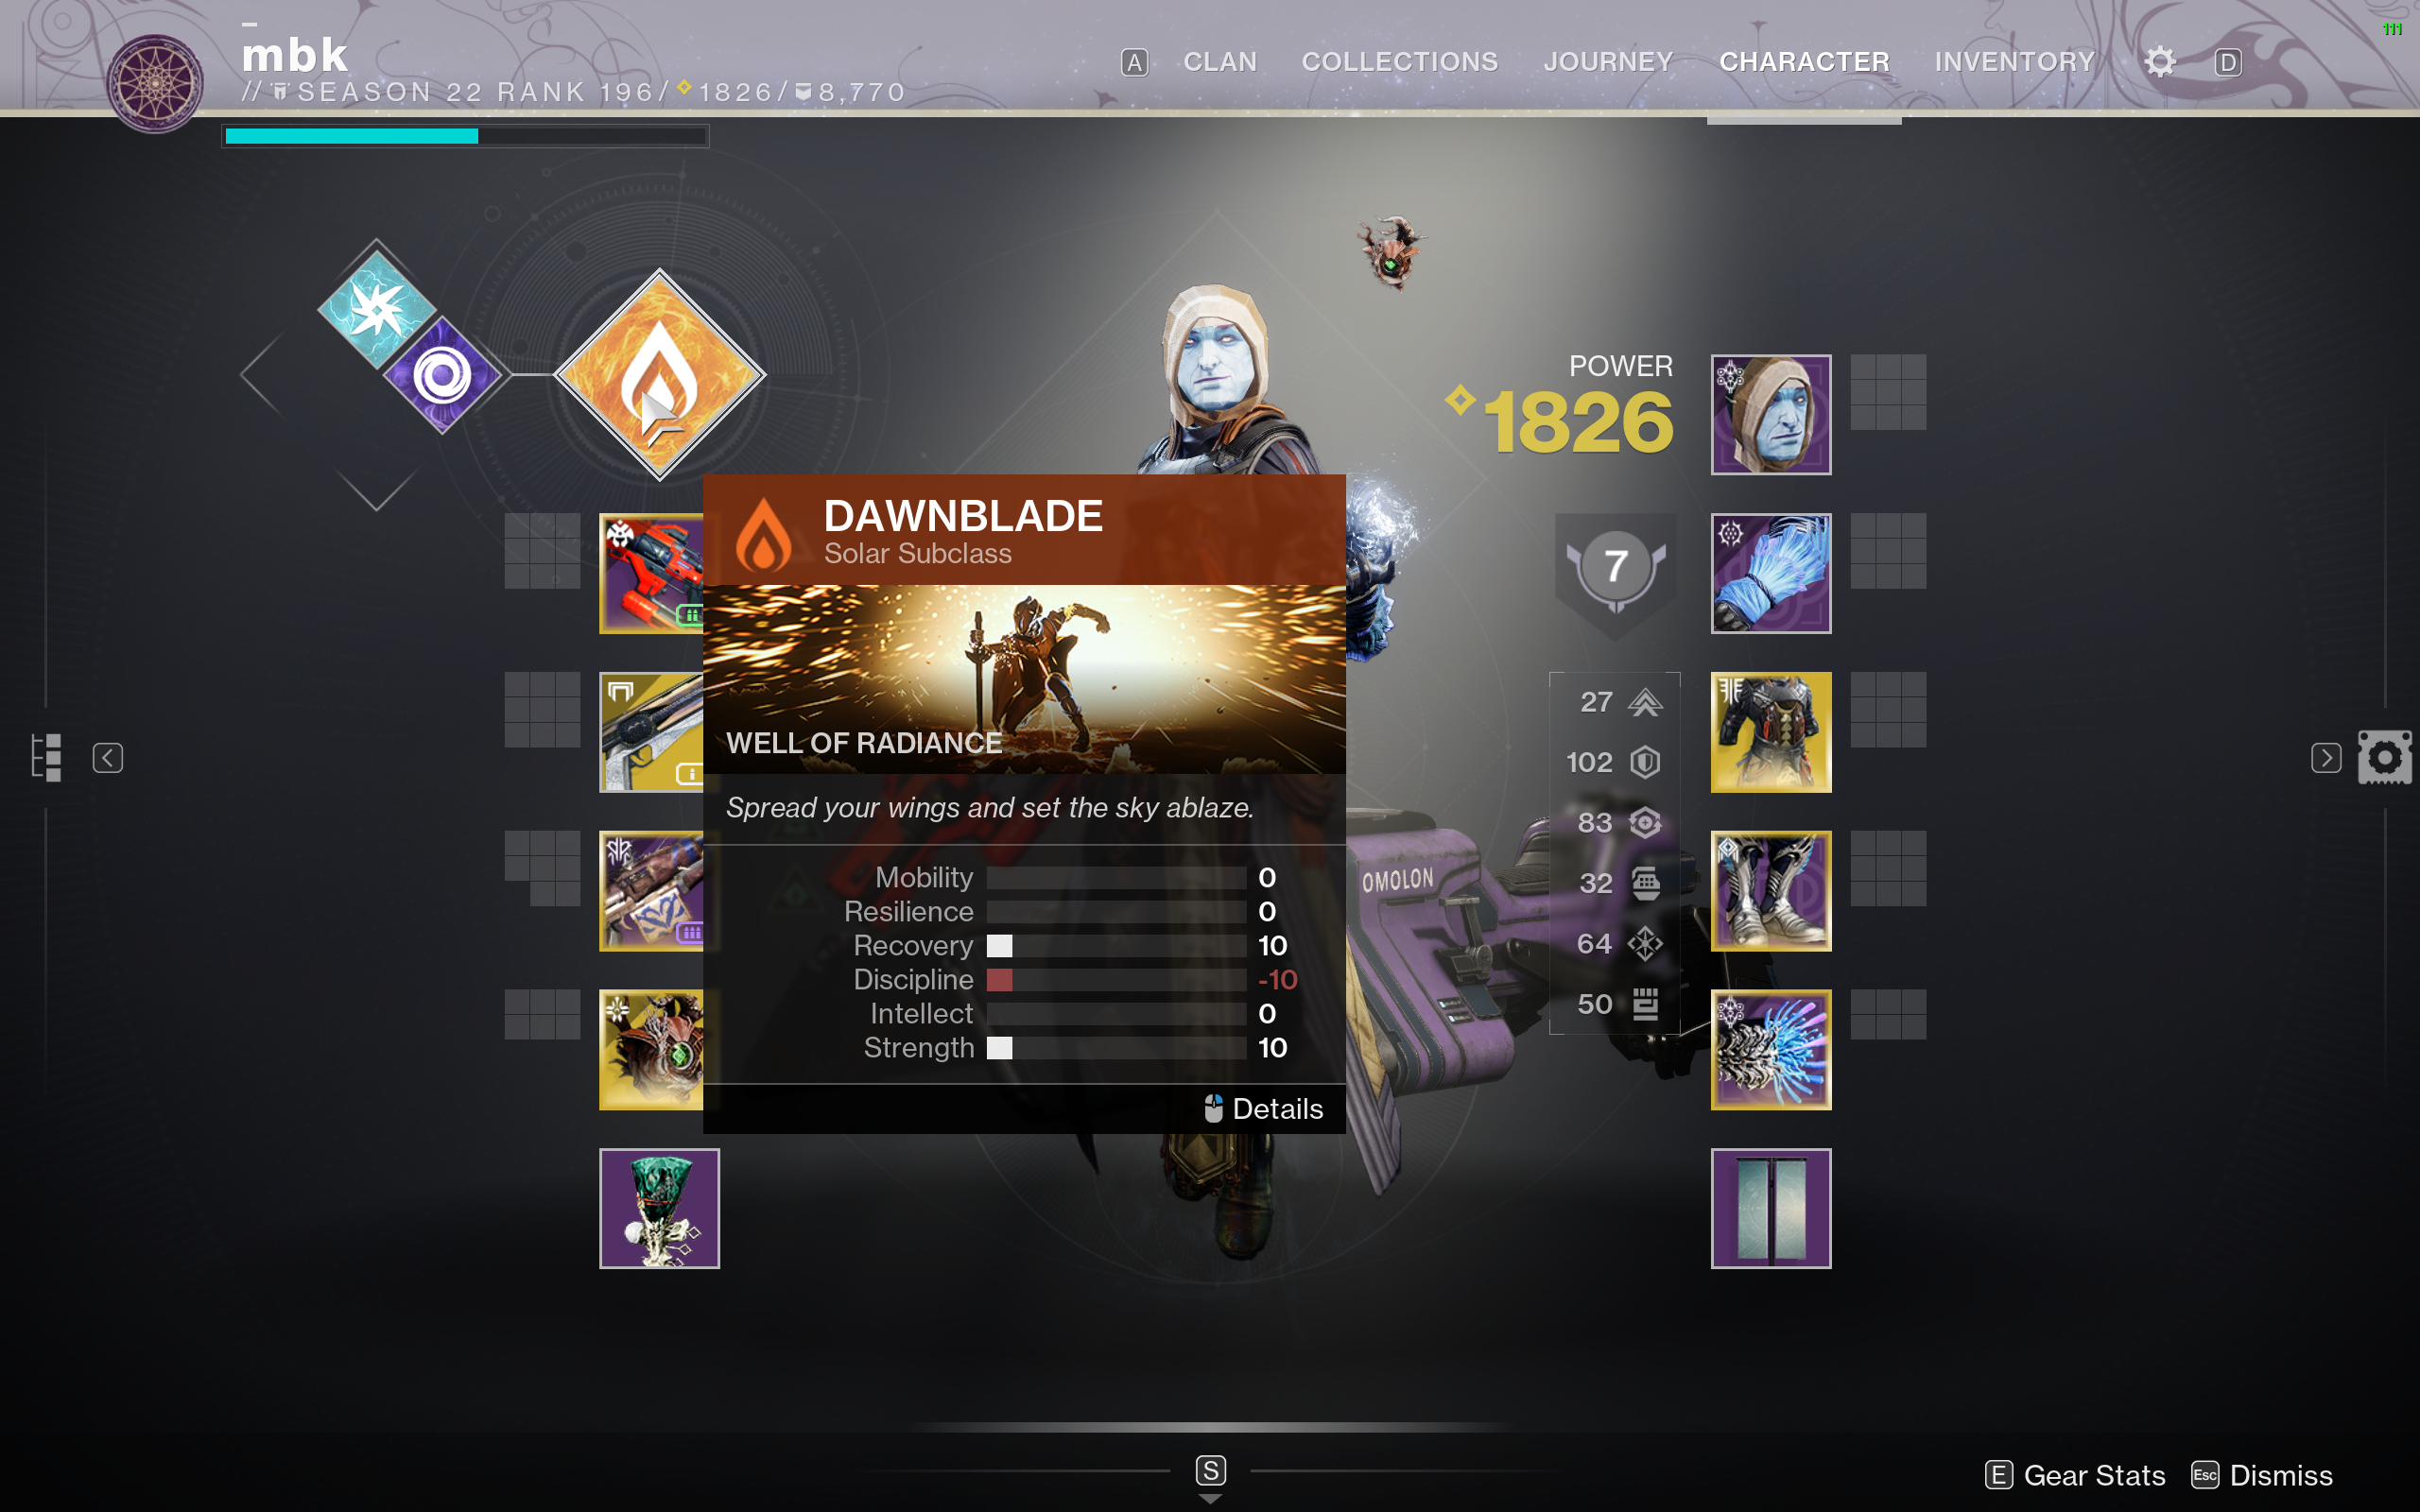 111
mbk
// SEASON 22 RANK 196/ 1826/ 8,770
A CLAN COLLECTIONS JOURNEY CHARACTER INVENTORY D
POWER
1826
DAWNBLADE
Solar Subclass
7
WELL OF RADIANCE
Spread your wings and set the sky ablaze.
Mobility 0
Resilience 0
Recovery 10
Discipline -10
Intellect 0
Strength 10
Details
27
102
83
32
64
50
OMOLON
S
E Gear Stats Esc Dismiss